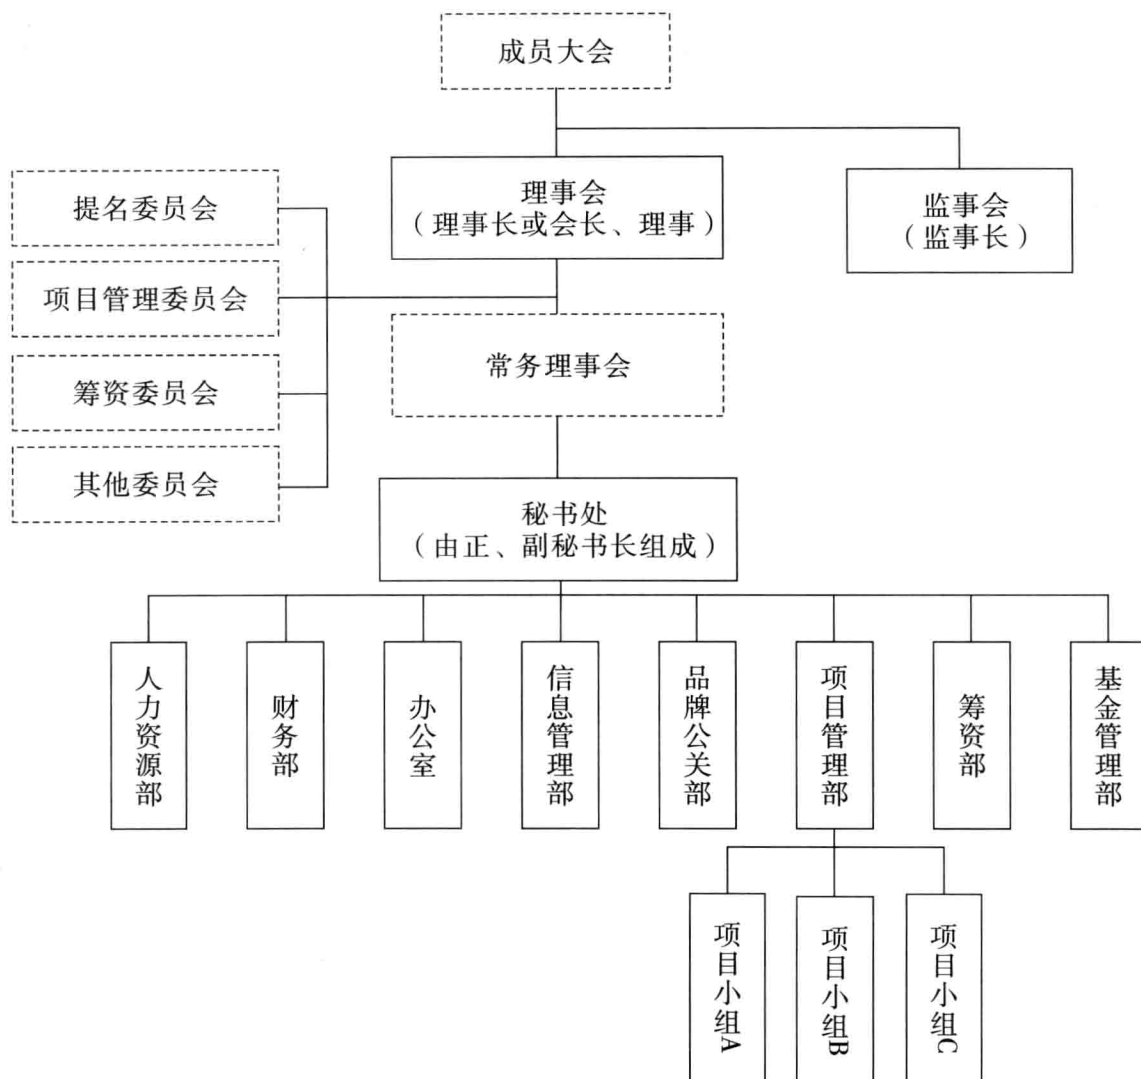 成员大会
理事会
（理事长或会长、理事）
监事会
（监事长）
提名委员会
项目管理委员会
筹资委员会
其他委员会
常务理事会
秘书处
（由正、副秘书长组成）
人力资源部
财务部
办公室
信息管理部
品牌公关部
项目管理部
筹资部
基金管理部
项目小组A
项目小组B
项目小组C